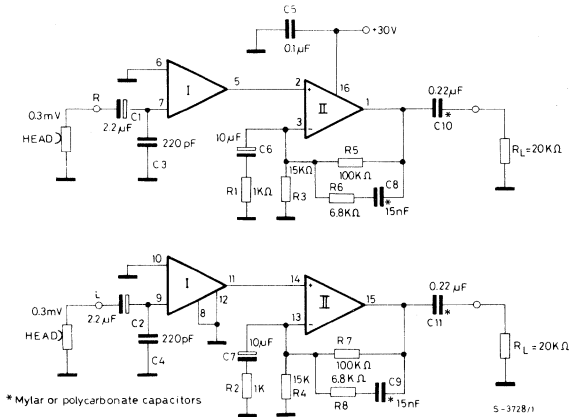 C5
0.1µF
+30V
6
7
I
5
2
3
+
−
II
16
1
0.22µF
*
C10
R
C1
2.2µF
0.3mV
HEAD
220pF
C3
10µF
C6
R1
1KΩ
15KΩ
R3
R5
100KΩ
R6
6.8KΩ
C8
*
15nF
RL=20KΩ
10
9
I
8
12
11
14
13
+
−
II
15
0.22µF
*
C11
L
C2
2.2µF
0.3mV
HEAD
220pF
C4
10µF
C7
R2
1K
15K
R4
R7
100KΩ
6.8KΩ
R8
C9
*
15nF
RL=20KΩ
* Mylar or polycarbonate capacitors
S-3728/1